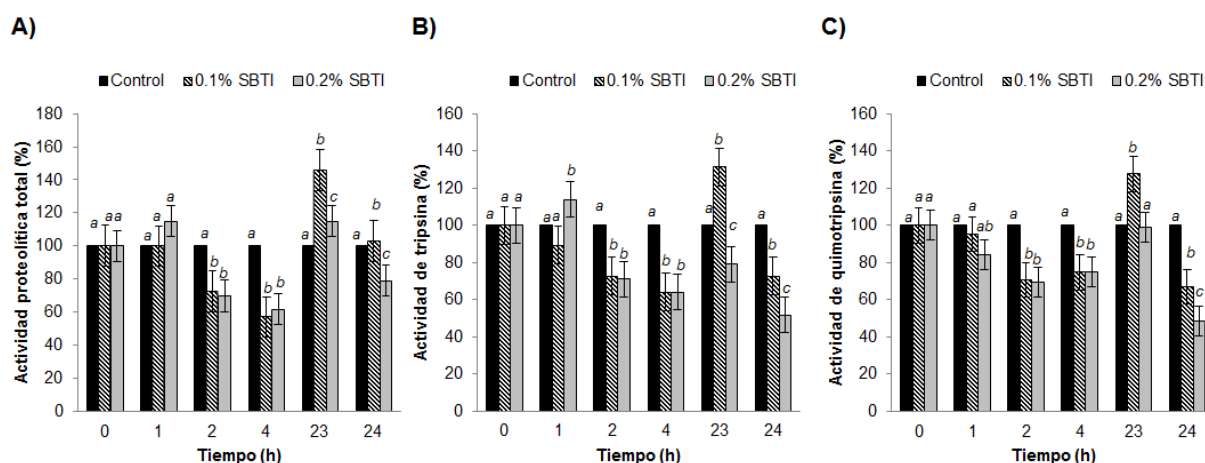 A)
B)
C)
Control 0.1% SBTI 0.2% SBTI
Control 0.1% SBTI 0.2% SBTI
Control 0.1% SBTI 0.2% SBTI
Actividad proteolítica total (%)
180
160
140
120
100
80
60
40
20
0
a a a
a a a
a b b
a
a b c
a b c
0 1 2 4 23 24
Tiempo (h)
Actividad de tripsina (%)
160
140
120
100
80
60
40
20
0
a a a
a a b
a b b
a b b
a b c
a b c
0 1 2 4 23 24
Tiempo (h)
Actividad de quimotripsina (%)
160
140
120
100
80
60
40
20
0
a a a
a a ab
a b b
a b b
a b a
a b c
0 1 2 4 23 24
Tiempo (h)